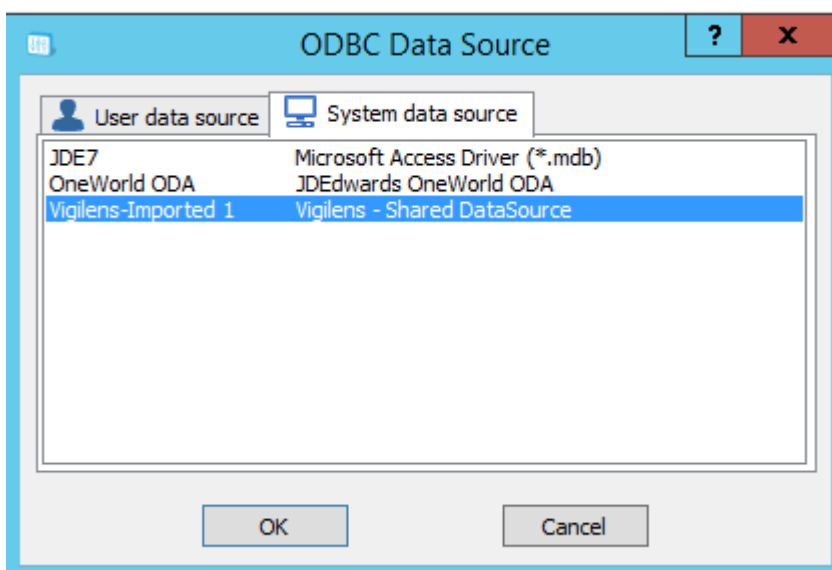 ODBC Data Source
? x
User data source System data source
JDE7 Microsoft Access Driver (*.mdb)
OneWorld ODA JDEdwards OneWorld ODA
Vigilens-Imported 1 Vigilens - Shared DataSource
OK Cancel